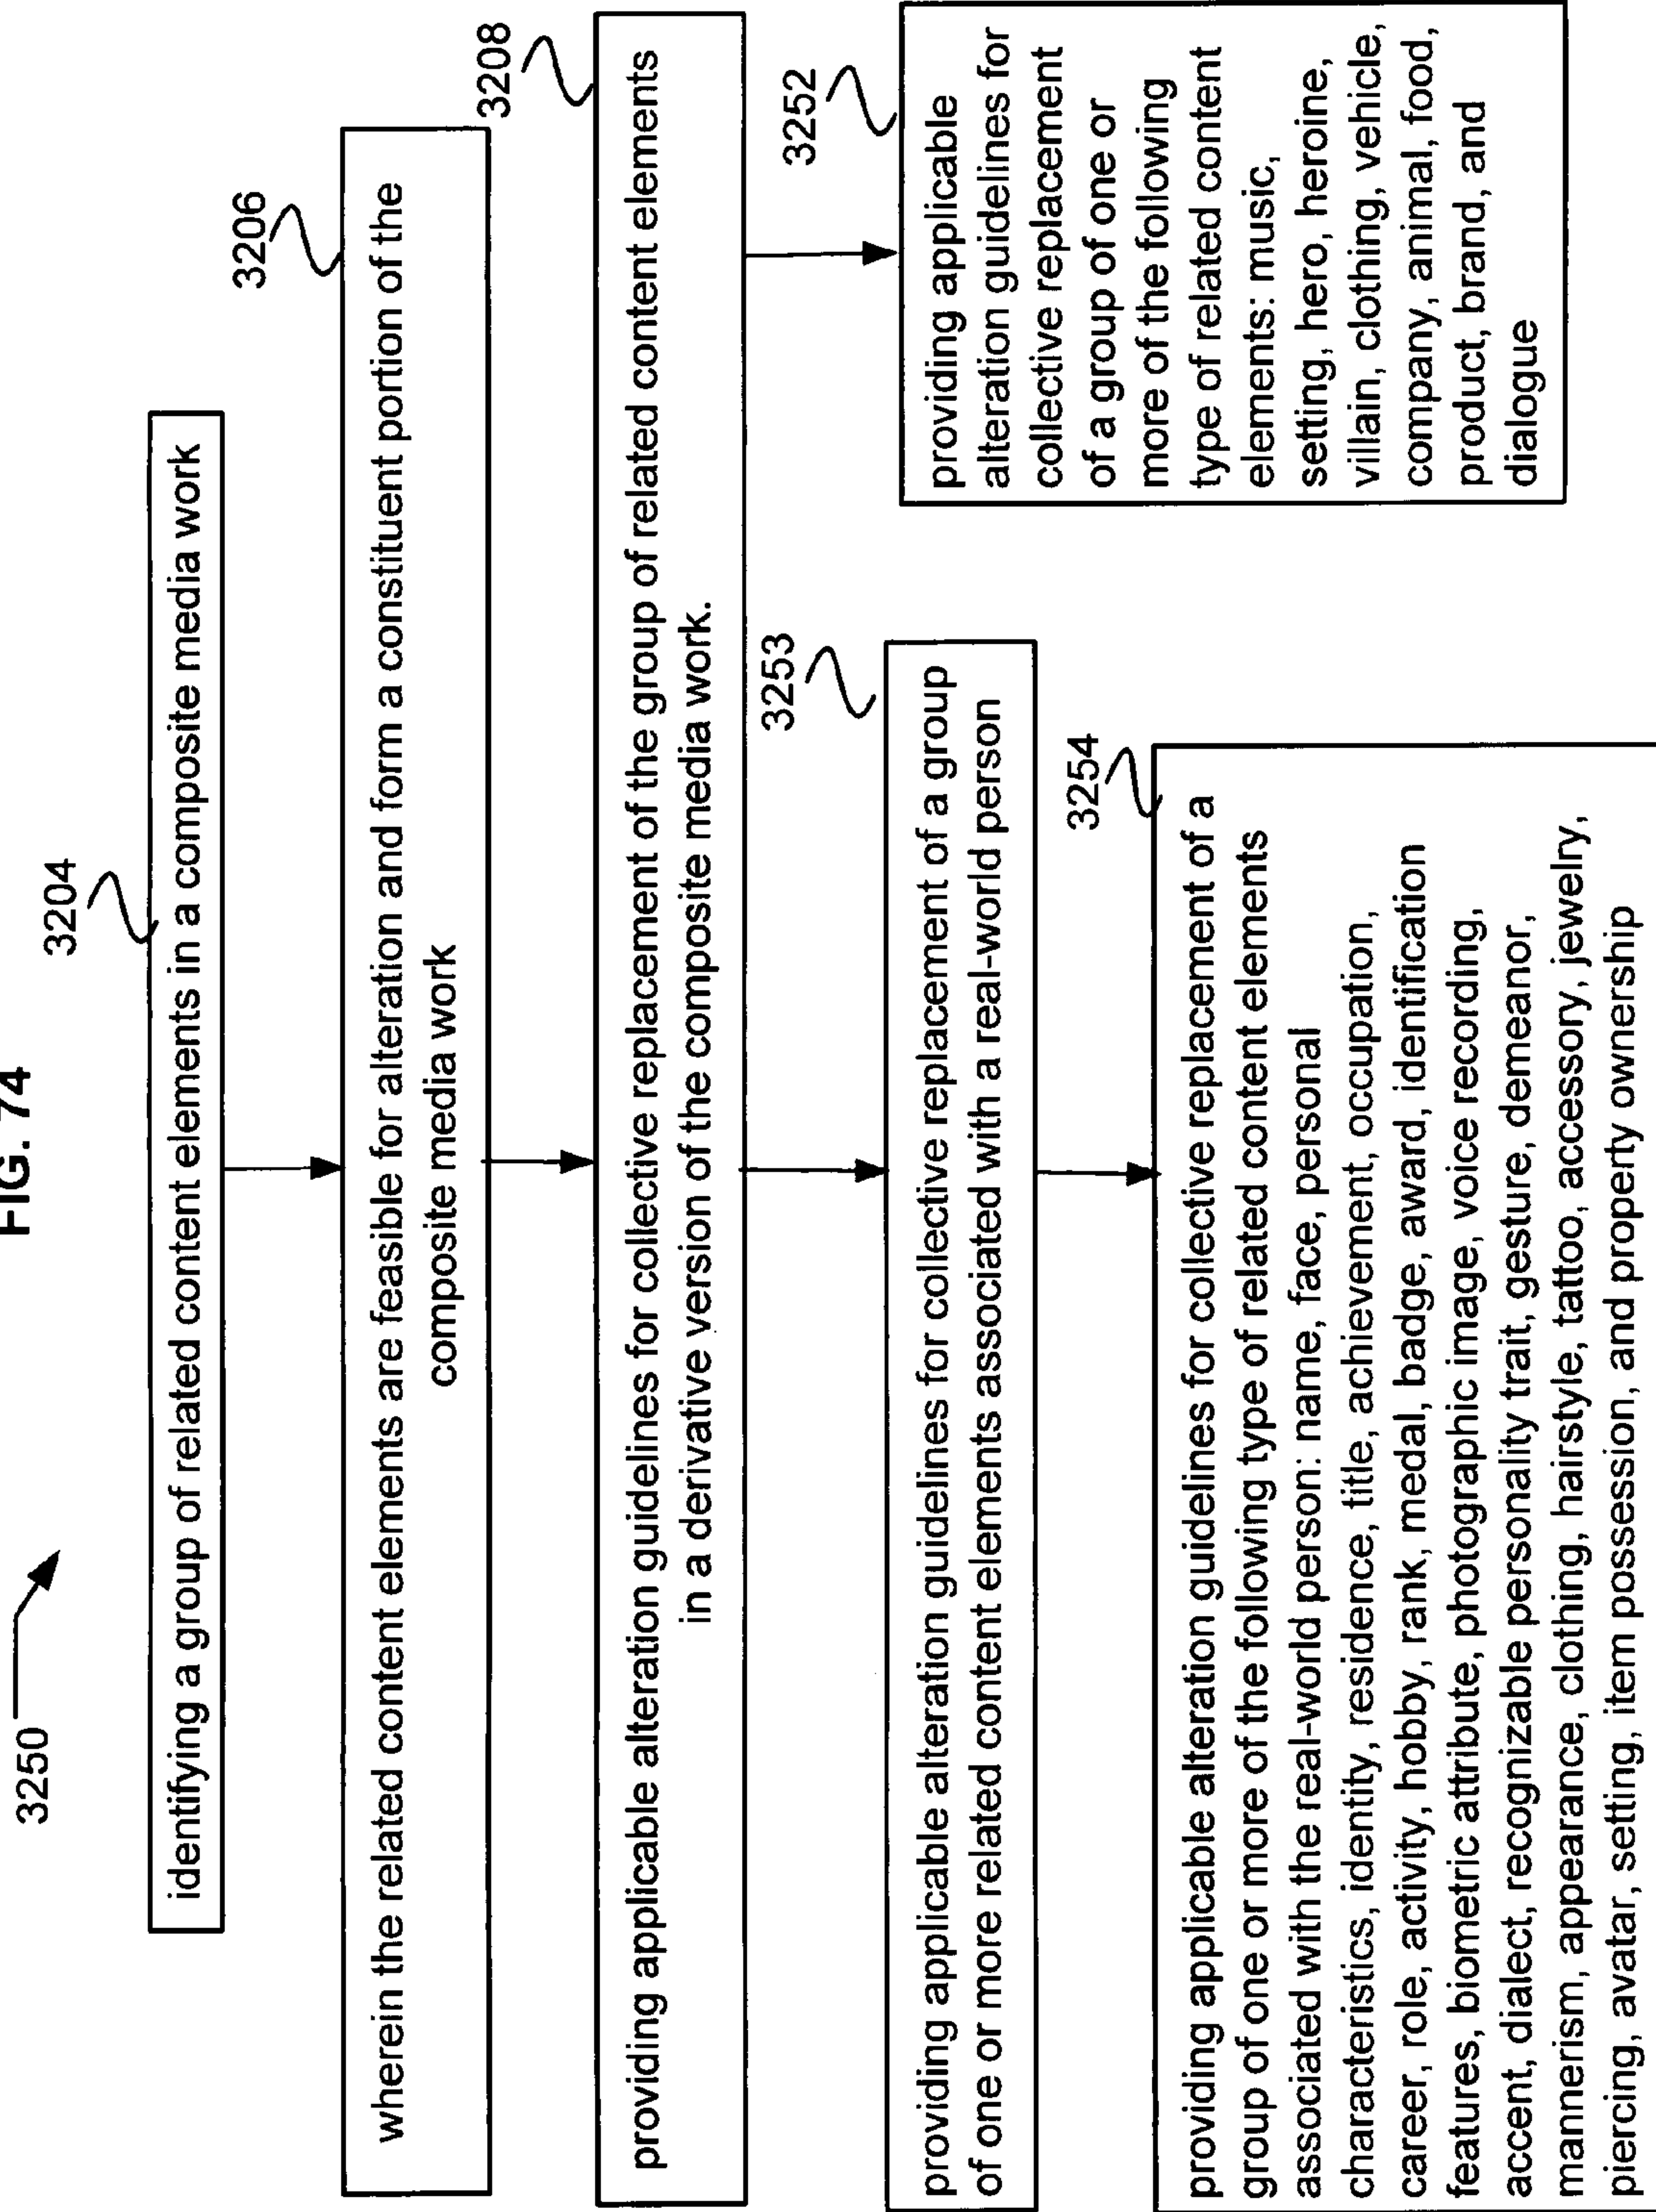 FIG. 74
3250
3204
identifying a group of related content elements in a composite media work
3206
wherein the related content elements are feasible for alteration and form a constituent portion of the
composite media work
3208
providing applicable alteration guidelines for collective replacement of the group of related content elements
in a derivative version of the composite media work.
3253
providing applicable alteration guidelines for collective replacement of a group
of one or more related content elements associated with a real-world person
3252
providing applicable
alteration guidelines for
collective replacement
of a group of one or
more of the following
type of related content
elements: music,
setting, hero, heroine,
villain, clothing, vehicle,
company, animal, food,
product, brand, and
dialogue
3254
providing applicable alteration guidelines for collective replacement of a
group of one or more of the following type of related content elements
associated with the real-world person: name, face, personal
characteristics, identity, residence, title, achievement, occupation,
career, role, activity, hobby, rank, medal, badge, award, identification
features, biometric attribute, photographic image, voice recording,
accent, dialect, recognizable personality trait, gesture, demeanor,
mannerism, appearance, clothing, hairstyle, tattoo, accessory, jewelry,
piercing, avatar, setting, item possession, and property ownership